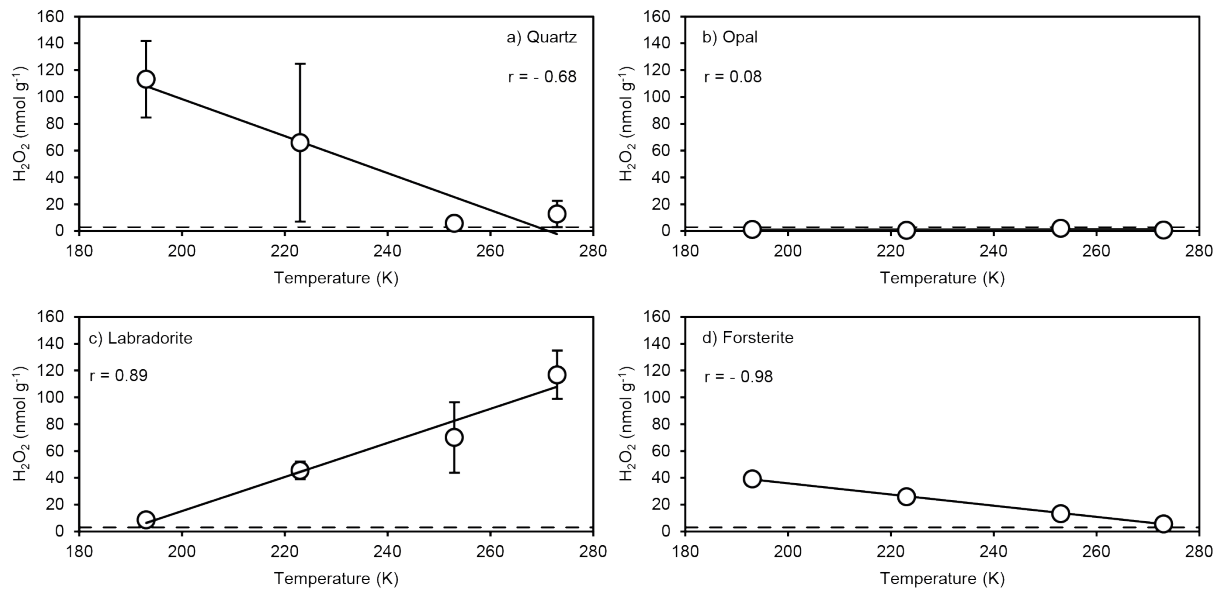 160
140
120
100
80
60
40
20
0
H₂O₂ (nmol g⁻¹)
a) Quartz
r = - 0.68
180 200 220 240 260 280
Temperature (K)
160
140
120
100
80
60
40
20
0
H₂O₂ (nmol g⁻¹)
b) Opal
r = 0.08
180 200 220 240 260 280
Temperature (K)
160
140
120
100
80
60
40
20
0
H₂O₂ (nmol g⁻¹)
c) Labradorite
r = 0.89
180 200 220 240 260 280
Temperature (K)
160
140
120
100
80
60
40
20
0
H₂O₂ (nmol g⁻¹)
d) Forsterite
r = - 0.98
180 200 220 240 260 280
Temperature (K)